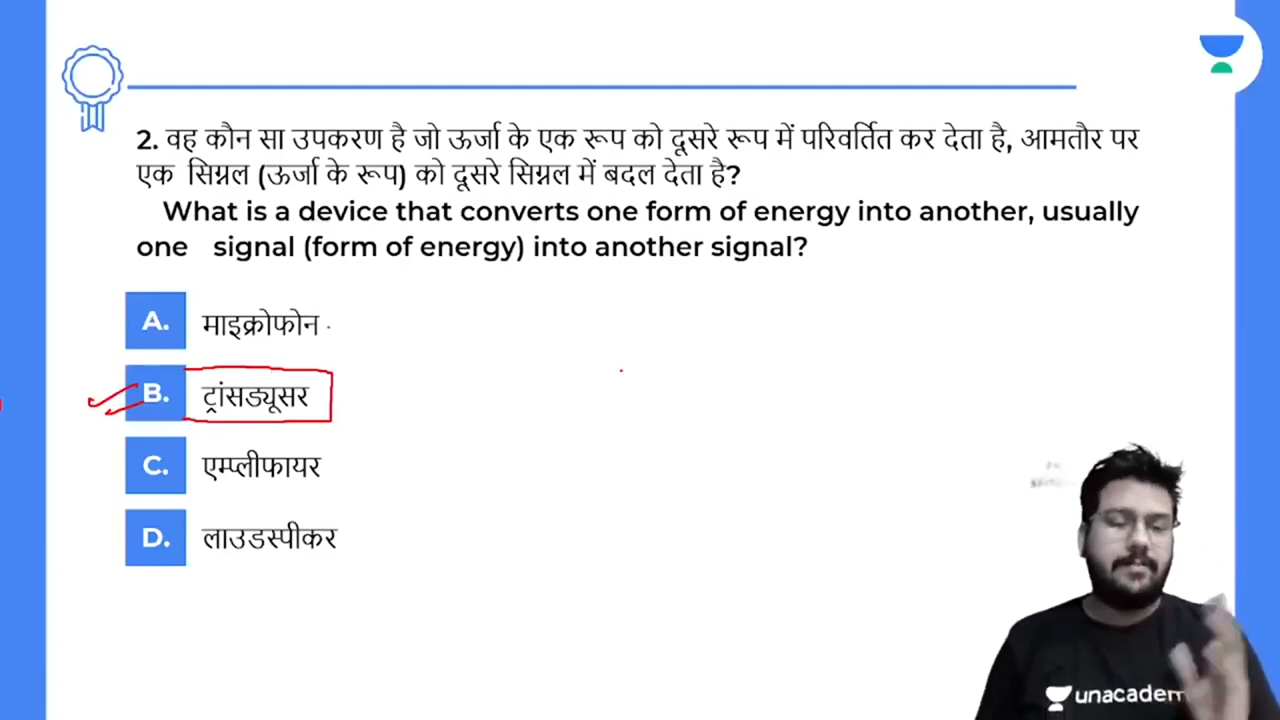 2. वह कौन सा उपकरण है जो ऊर्जा के एक रूप को दूसरे रूप में परिवर्तित कर देता है, आमतौर पर
एक सिग्नल (ऊर्जा के रूप) को दूसरे सिग्नल में बदल देता है?
What is a device that converts one form of energy into another, usually
one signal (form of energy) into another signal?
A. माइक्रोफोन
B. ट्रांसड्यूसर
C. एम्प्लीफायर
D. लाउडस्पीकर
unacadem